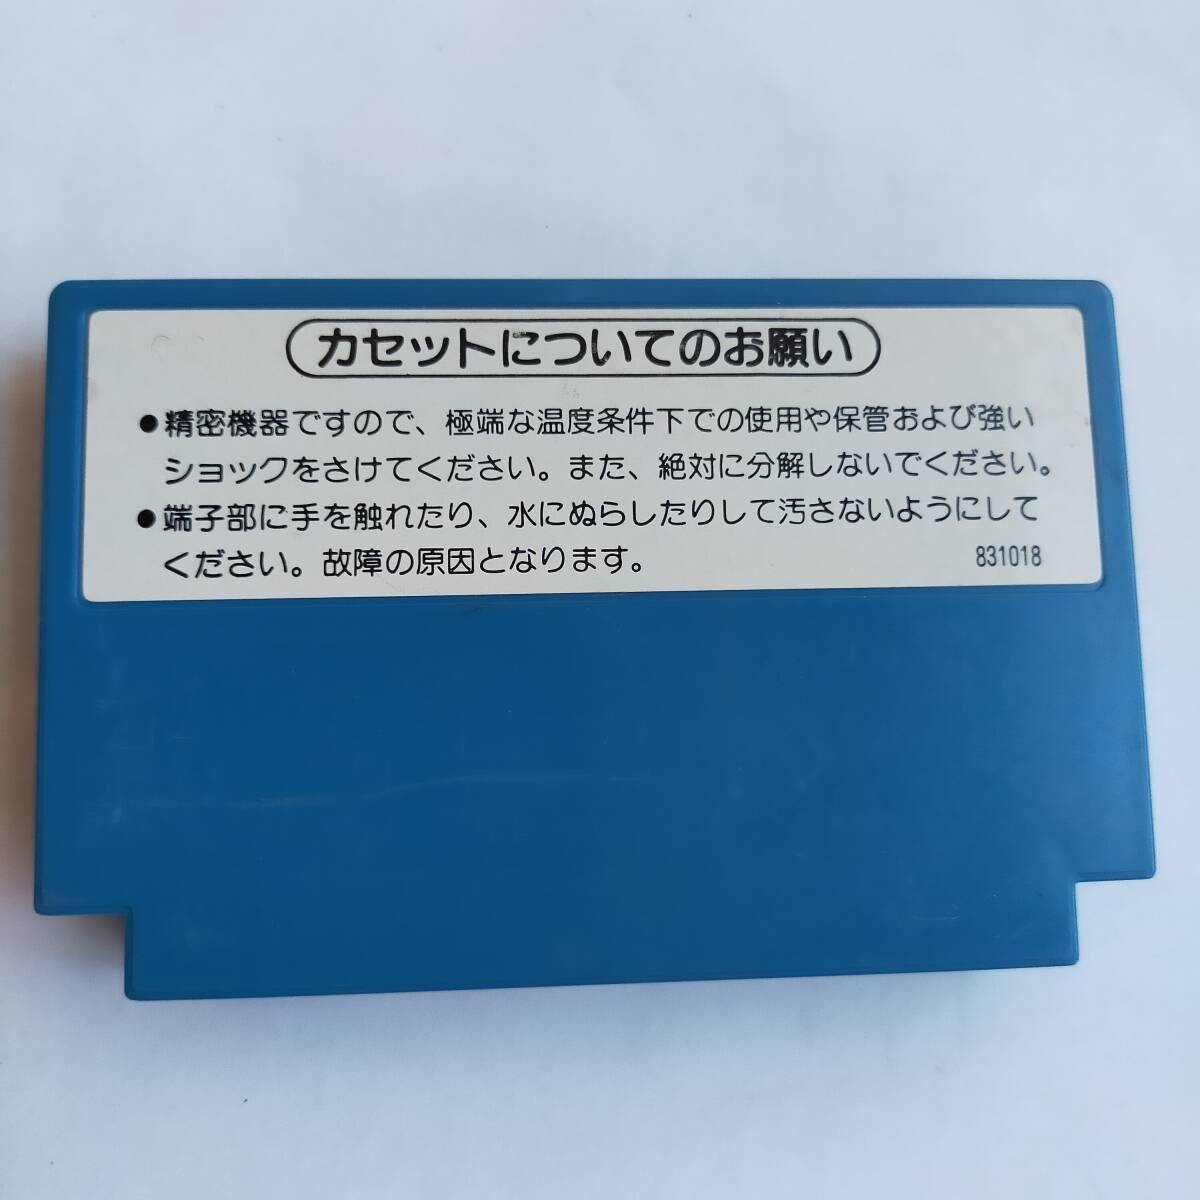 カセットについてのお願い
●精密機器ですので、極端な温度条件下での使用や保管および強い
ショックをさけてください。また、絶対に分解しないでください。
●端子部に手を触れたり、水にぬらしたりして汚さないようにして
ください。故障の原因となります。
831018